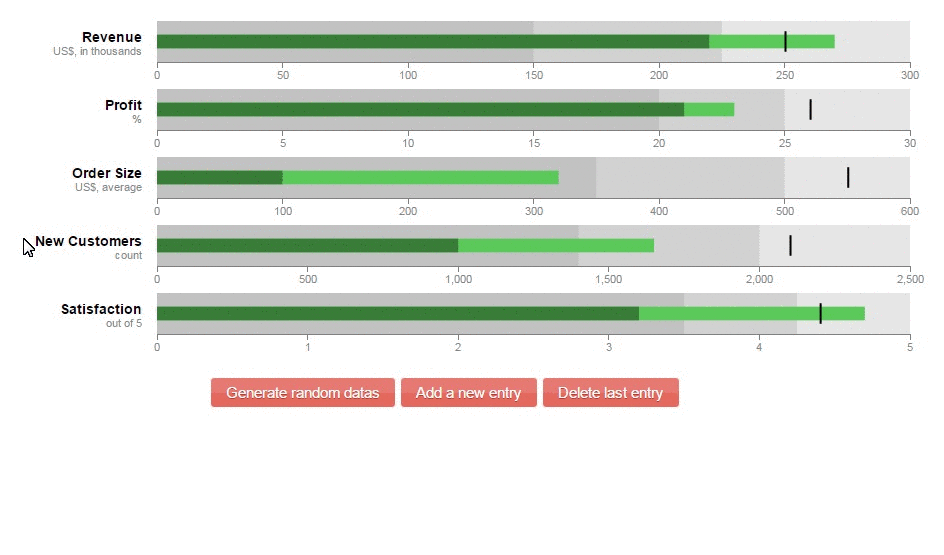 Revenue
US$, in thousands
0 50 100 150 200 250 300
Profit
%
0 5 10 15 20 25 30
Order Size
US$, average
0 100 200 300 400 500 600
New Customers
count
0 500 1,000 1,500 2,000 2,500
Satisfaction
out of 5
0 1 2 3 4 5
Generate random datas Add a new entry Delete last entry